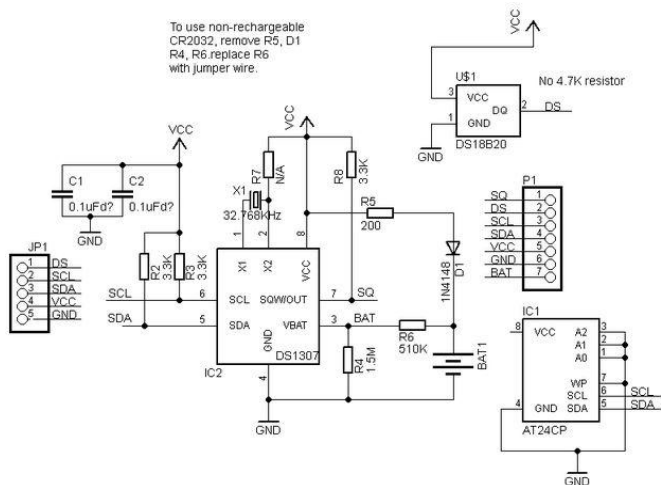 To use non-rechargeable
CR2032, remove R5, D1
R4, R6.replace R6
with jumper wire.
VCC
U$1
No 4.7K resistor
3
VCC
DQ
2
DS
1
GND
DS18B20
GND
VCC
VCC
C1
C2
0.1uFd?
0.1uFd?
GND
R7
N/A
R8
3.3K
X1
32.768KHz
R5
200
1N4148
D1
P1
SQ
1
DS
2
SCL
3
SDA
4
VCC
5
GND
6
BAT
7
JP1
1
DS
2
SCL
3
SDA
4
VCC
5
GND
R2
3.3K
R3
3.3K
1
2
8
X1
X2
VCC
SCL
6
SCL
SQW/OUT
7
SQ
SDA
5
SDA
VBAT
3
BAT
GND
DS1307
IC2
4
GND
R4
1.5M
R6
510K
BAT1
IC1
8
VCC
A2
3
A1
2
A0
1
WP
7
SCL
6
SCL
4
GND
SDA
5
SDA
AT24CP
GND